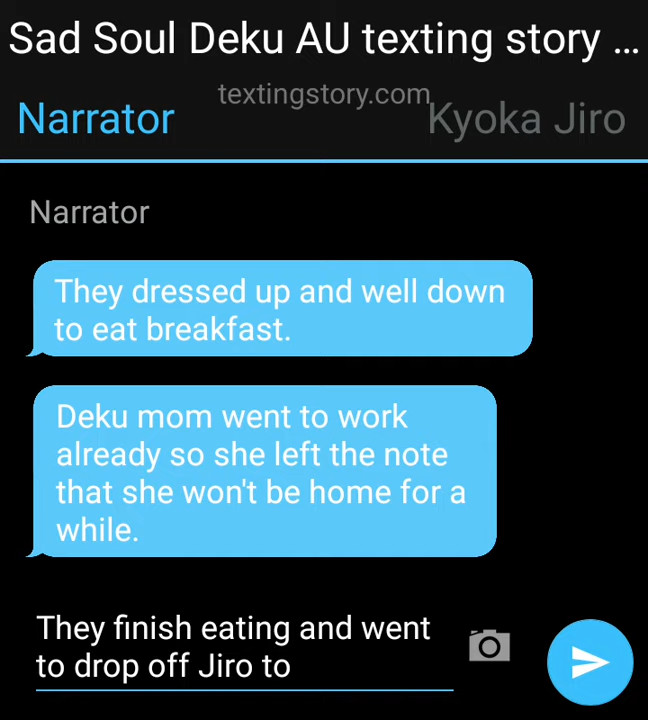 Sad Soul Deku AU texting story ...
textingstory.com
Narrator
Kyoka Jiro
Narrator
They dressed up and well down
to eat breakfast.
Deku mom went to work
already so she left the note
that she won't be home for a
while.
They finish eating and went
to drop off Jiro to